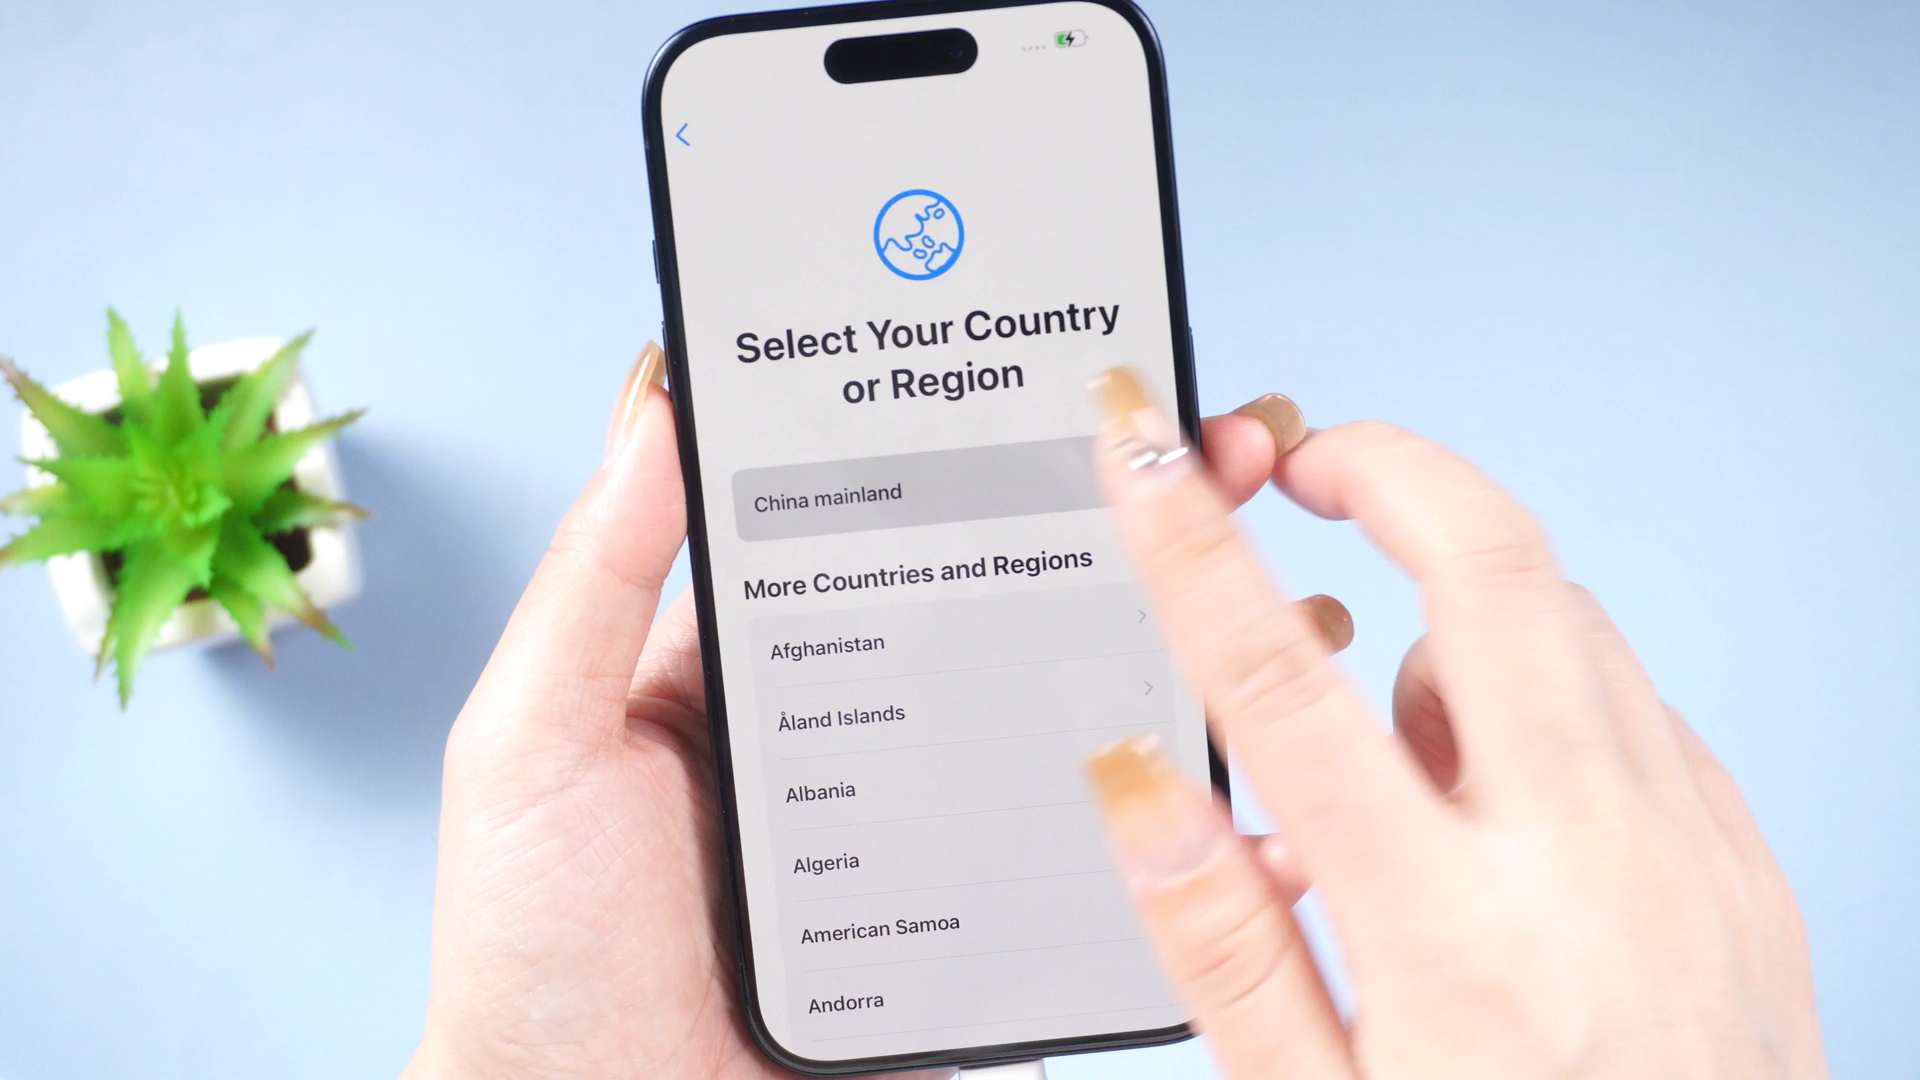 Select Your Country
or Region
China mainland
More Countries and Regions
Afghanistan
Åland Islands
Albania
Algeria
American Samoa
Andorra